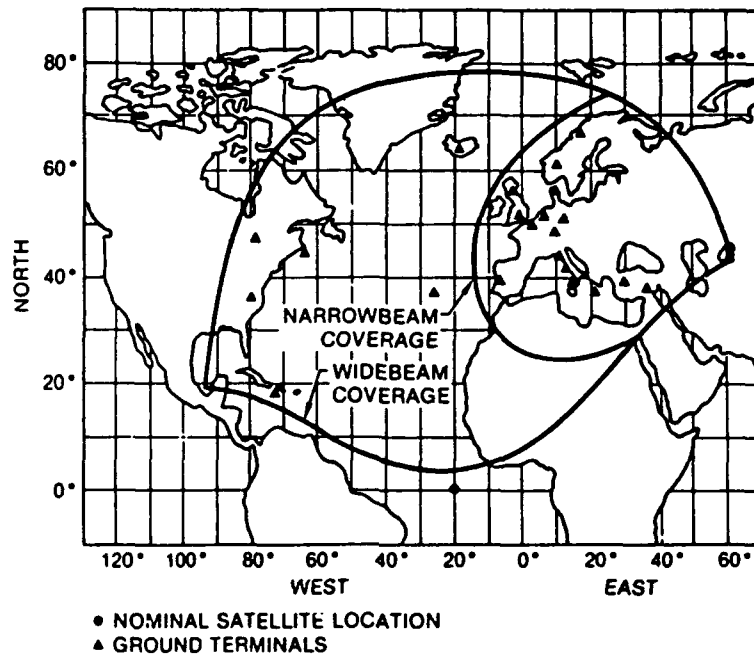 80°
60°
40°
20°
0°
NORTH
NARROWBEAM
COVERAGE
WIDEBEAM
COVERAGE
120° 100° 80° 60° 40° 20° 0° 20° 40° 60°
WEST EAST
● NOMINAL SATELLITE LOCATION
▲ GROUND TERMINALS